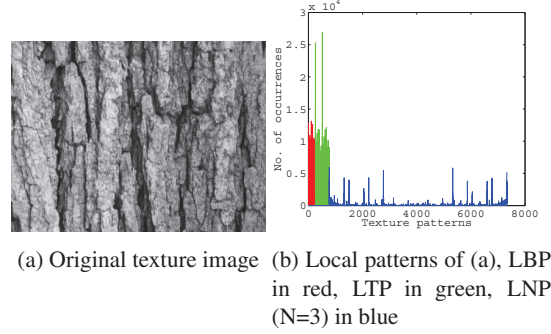 x 10^4
3
2.5
2
1.5
1
0.5
0
0 2000 4000 6000 8000
No. of occurrences
Texture patterns
(a) Original texture image
(b) Local patterns of (a), LBP
in red, LTP in green, LNP
(N=3) in blue